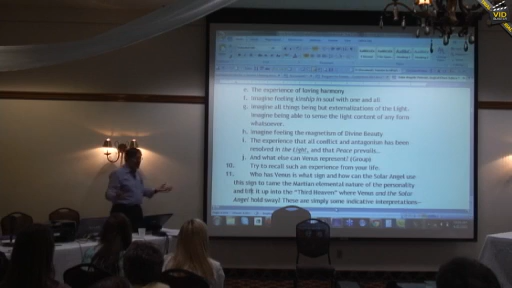 e. The experience of loving harmony
f. Imagine feeling kinship in soul with one and all
g. Imagine all things being but externalizations of the Light.
Imagine being able to sense the light content of any form
whatsoever.
h. Imagine feeling the magnetism of Divine Beauty
i. The experience that all conflict and antagonism has been
resolved in the Light, and that Peace prevails...
j. And what else can Venus represent? (Group)
10. Try to recall such an experience from your life.
11. Who has Venus in what sign and how can the Solar Angel use
this sign to tame the Martian elemental nature of the personality
and lift it up into the "Third Heaven" where Venus and the Solar
Angel hold sway? These are simply some indicative interpretations
VID